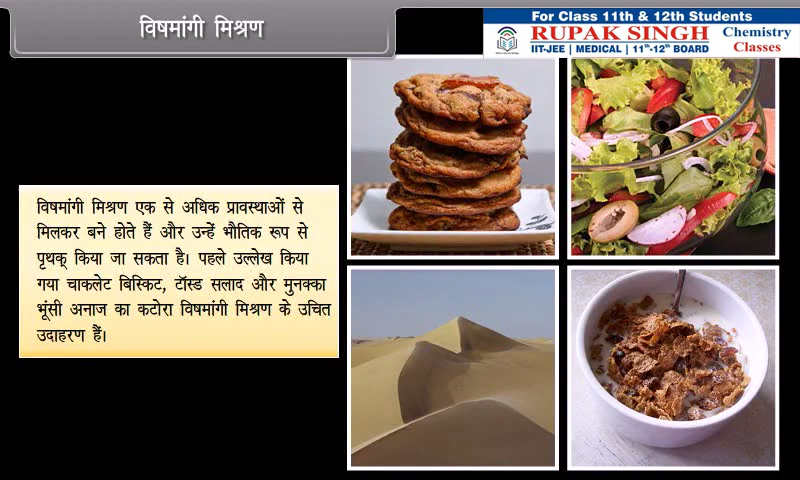 विषमांगी मिश्रण
For Class 11th & 12th Students
RUPAK SINGH
IIT-JEE | MEDICAL | 11th-12th BOARD
Chemistry
Classes
विषमांगी मिश्रण एक से अधिक प्रावस्थाओं से
मिलकर बने होते हैं और उन्हें भौतिक रूप से
पृथक् किया जा सकता है। पहले उल्लेख किया
गया चाकलेट बिस्किट, टॉस्ड सलाद और मुनक्का
भूंसी अनाज का कटोरा विषमांगी मिश्रण के उचित
उदाहरण हैं।